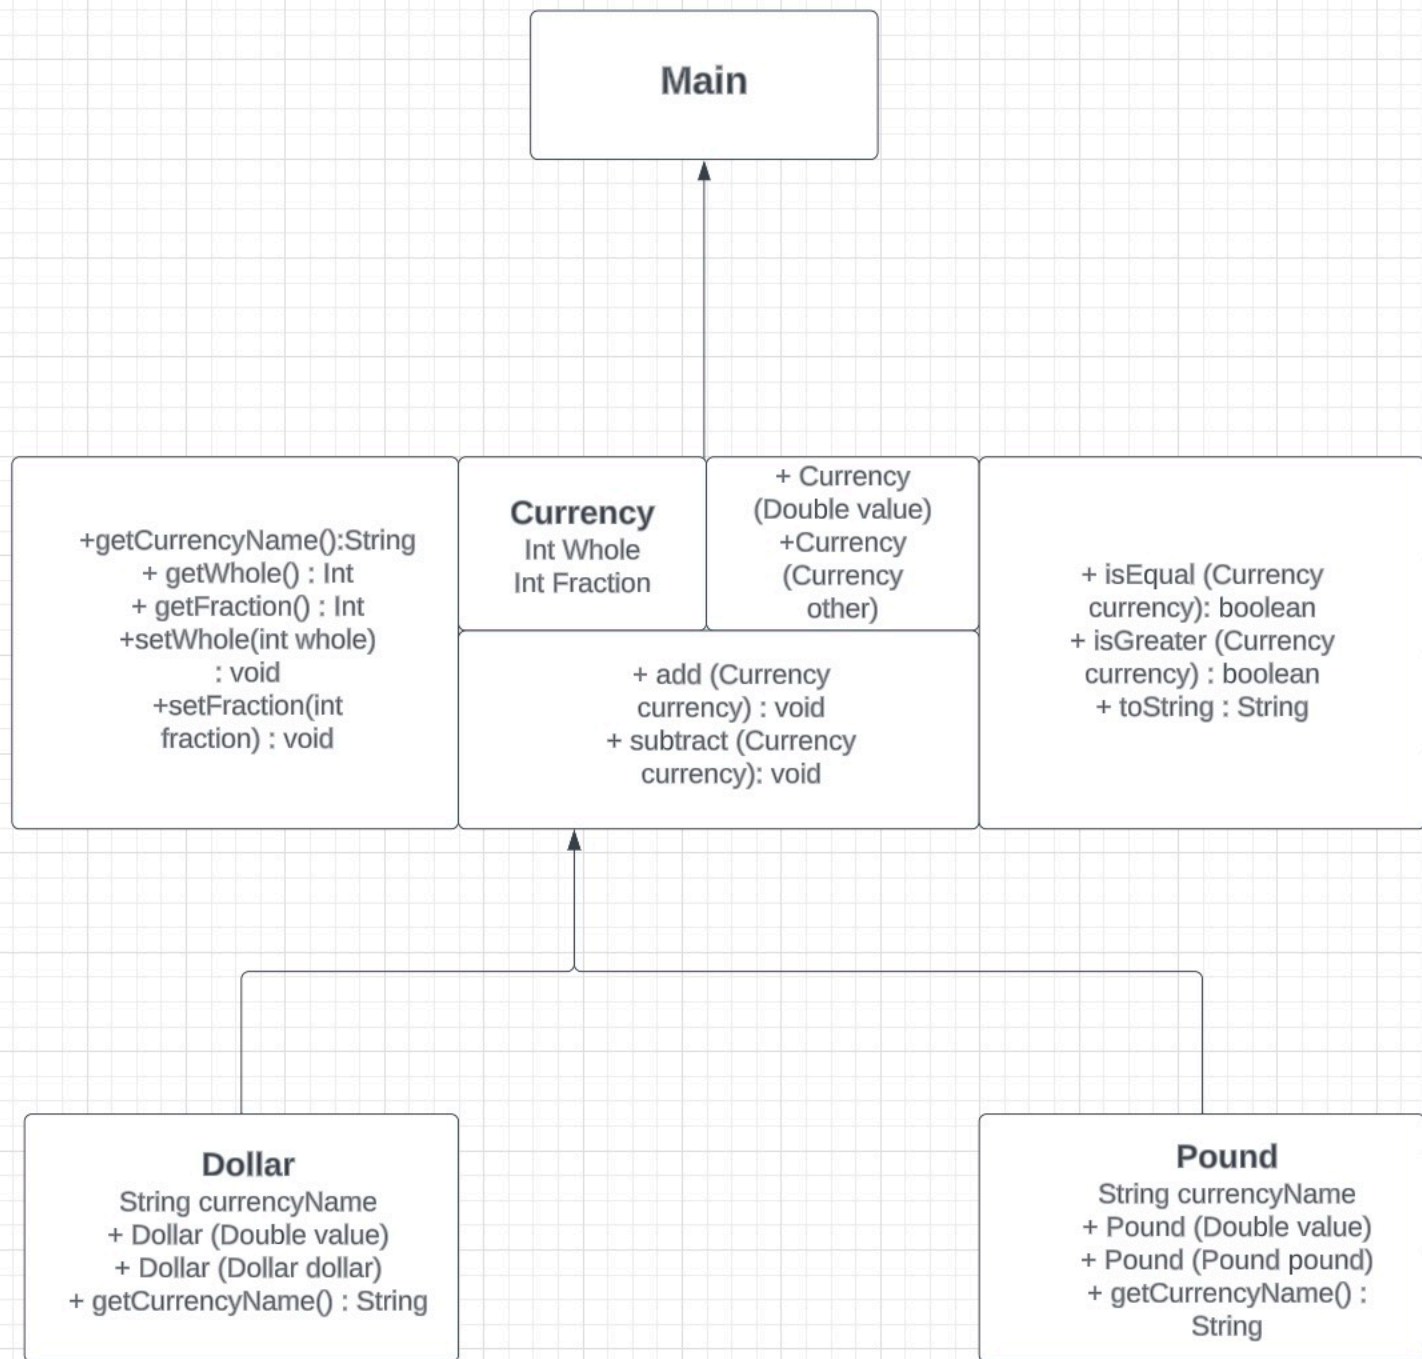 Main
+getCurrencyName():String
+ getWhole() : Int
+ getFraction() : Int
+setWhole(int whole)
: void
+setFraction(int
fraction) : void
Currency
Int Whole
Int Fraction
+ Currency
(Double value)
+Currency
(Currency
other)
+ add (Currency
currency) : void
+ subtract (Currency
currency): void
+ isEqual (Currency
currency): boolean
+ isGreater (Currency
currency) : boolean
+ toString : String
Dollar
String currencyName
+ Dollar (Double value)
+ Dollar (Dollar dollar)
+ getCurrencyName() : String
Pound
String currencyName
+ Pound (Double value)
+ Pound (Pound pound)
+ getCurrencyName() :
String